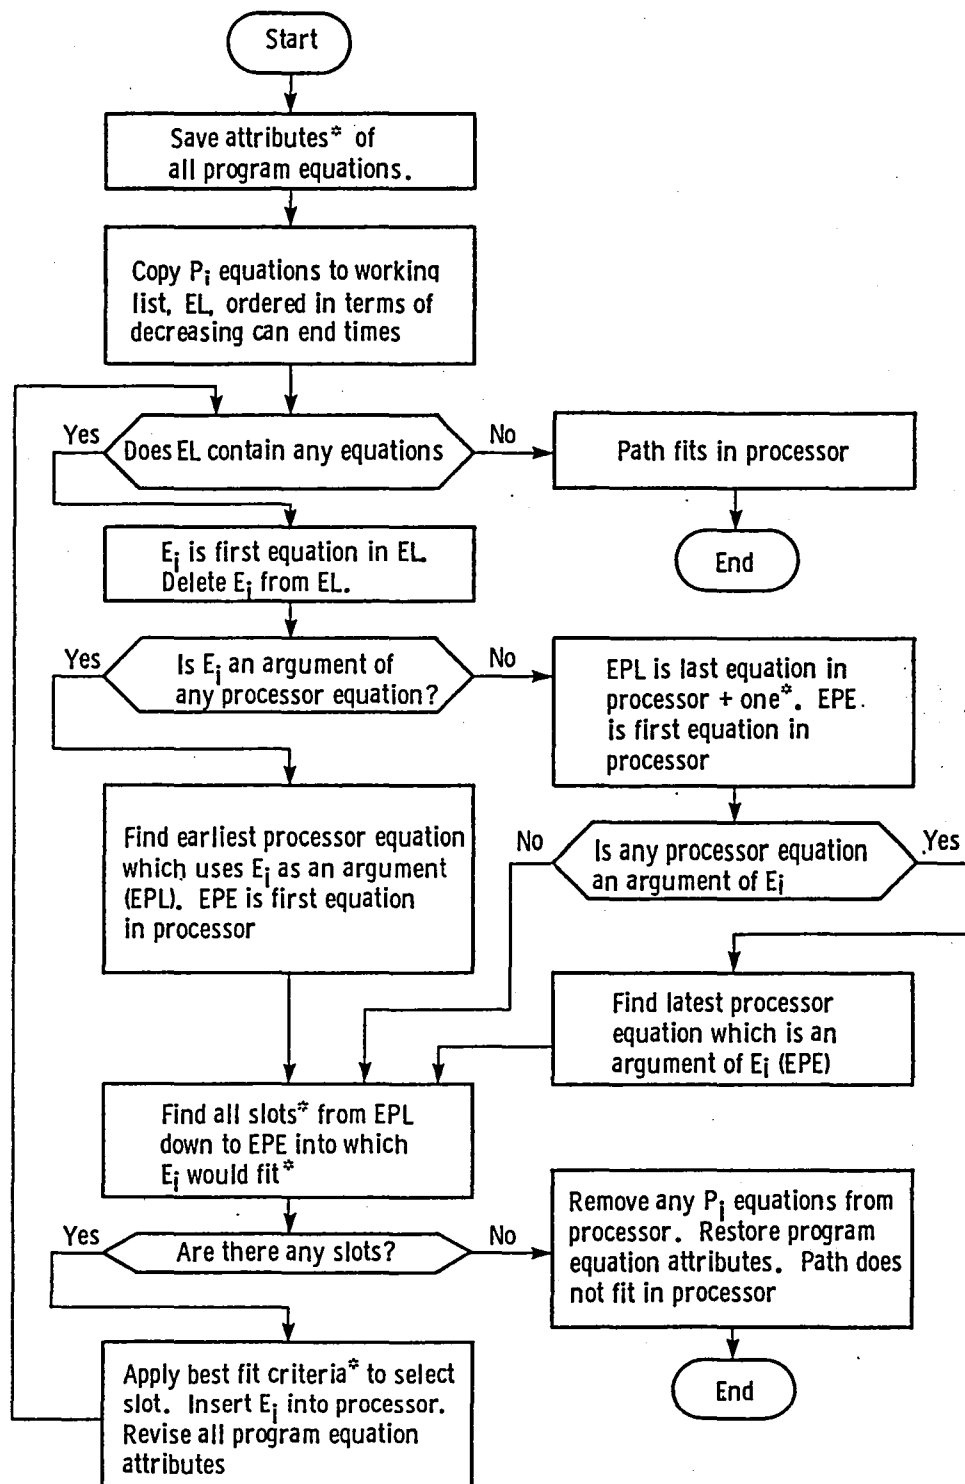 Start
Save attributes* of
all program equations.
Copy Pi equations to working
list, EL, ordered in terms of
decreasing can end times
Yes
Does EL contain any equations
No
Path fits in processor
End
Ei is first equation in EL.
Delete Ei from EL.
Yes
Is Ei an argument of
any processor equation?
No
EPL is last equation in
processor + one*. EPE
is first equation in
processor
Find earliest processor equation
which uses Ei as an argument
(EPL). EPE is first equation
in processor
No
Is any processor equation
an argument of Ei
Yes
Find latest processor
equation which is an
argument of Ei (EPE)
Find all slots* from EPL
down to EPE into which
Ei would fit*
Yes
Are there any slots?
No
Remove any Pi equations from
processor. Restore program
equation attributes. Path does
not fit in processor
End
Apply best fit criteria* to select
slot. Insert Ei into processor.
Revise all program equation
attributes